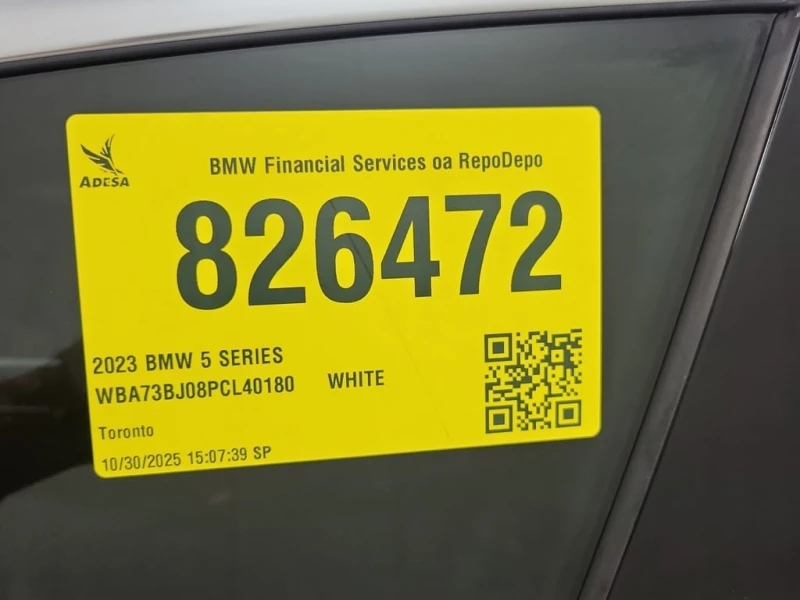 ADESA
BMW Financial Services oa RepoDepo
826472
2023 BMW 5 SERIES
WBA73BJ08PCL40180 WHITE
Toronto
10/30/2025 15:07:39 SP